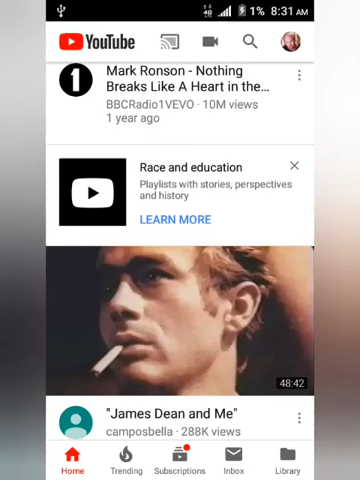 4G 1% 8:31 AM
YouTube
1
Mark Ronson - Nothing
Breaks Like A Heart in the...
BBCRadio1VEVO · 10M views
1 year ago
Race and education
Playlists with stories, perspectives
and history
LEARN MORE
48:42
"James Dean and Me"
camposbella · 288K views
Home Trending Subscriptions Inbox Library